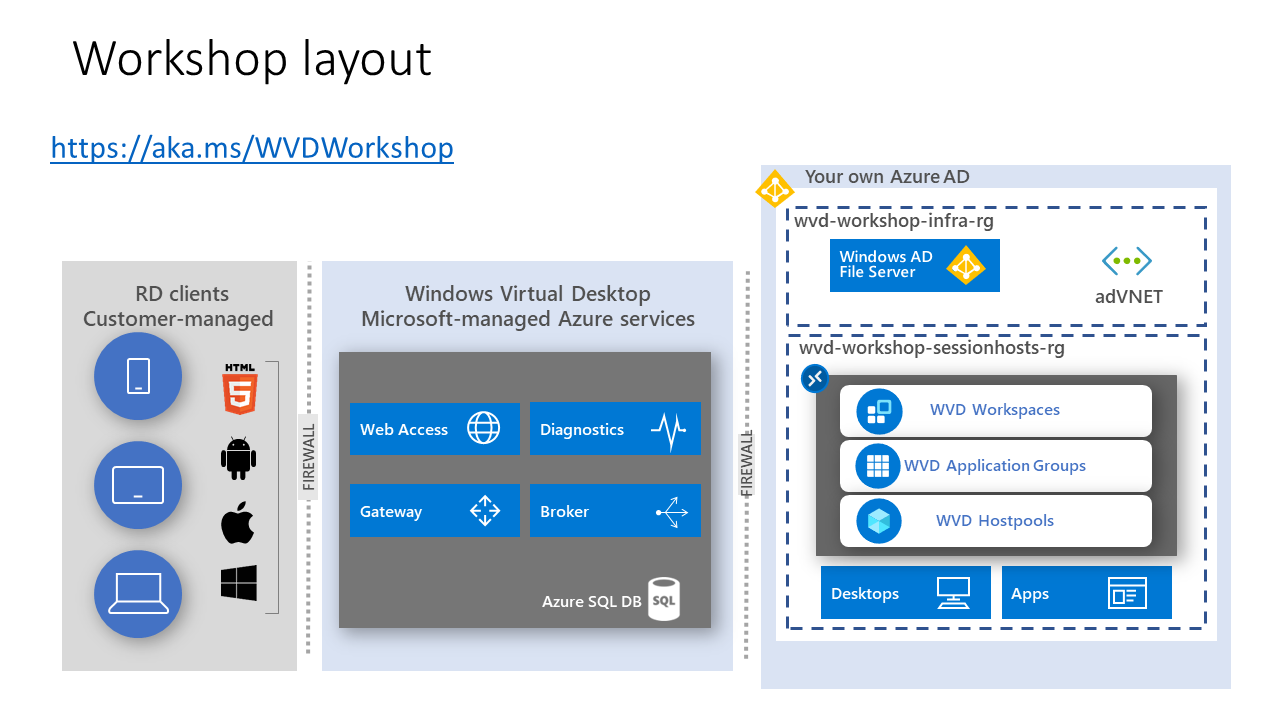 Workshop layout
https://aka.ms/WVDWorkshop
RD clients
Customer-managed
HTML
5
FIREWALL
Windows Virtual Desktop
Microsoft-managed Azure services
Web Access
Diagnostics
Gateway
Broker
Azure SQL DB
SQL
FIREWALL
Your own Azure AD
wvd-workshop-infra-rg
Windows AD
File Server
adVNET
wvd-workshop-sessionhosts-rg
WVD Workspaces
WVD Application Groups
WVD Hostpools
Desktops
Apps